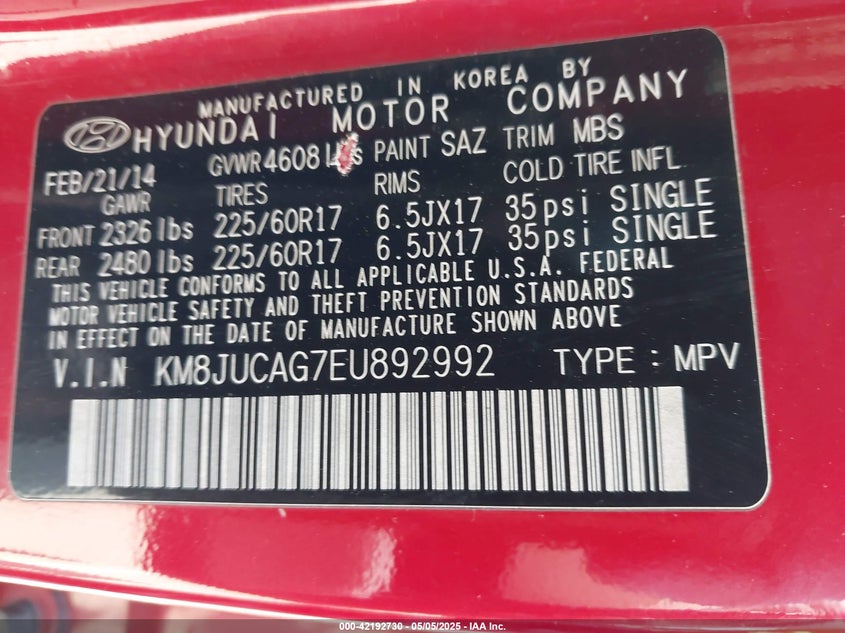 MANUFACTURED IN KOREA BY
HYUNDAI MOTOR COMPANY
FEB/21/14 GVWR 4608 lbs PAINT SAZ TRIM MBS
GAWR TIRES RIMS COLD TIRE INFL
FRONT 2326 lbs 225/60R17 6.5JX17 35psi SINGLE
REAR 2480 lbs 225/60R17 6.5JX17 35psi SINGLE
THIS VEHICLE CONFORMS TO ALL APPLICABLE U.S.A. FEDERAL
MOTOR VEHICLE SAFETY AND THEFT PREVENTION STANDARDS
IN EFFECT ON THE DATE OF MANUFACTURE SHOWN ABOVE
V.I.N KM8JUCAG7EU892992 TYPE : MPV
000-42192730 - 05/05/2025 - IAA Inc.